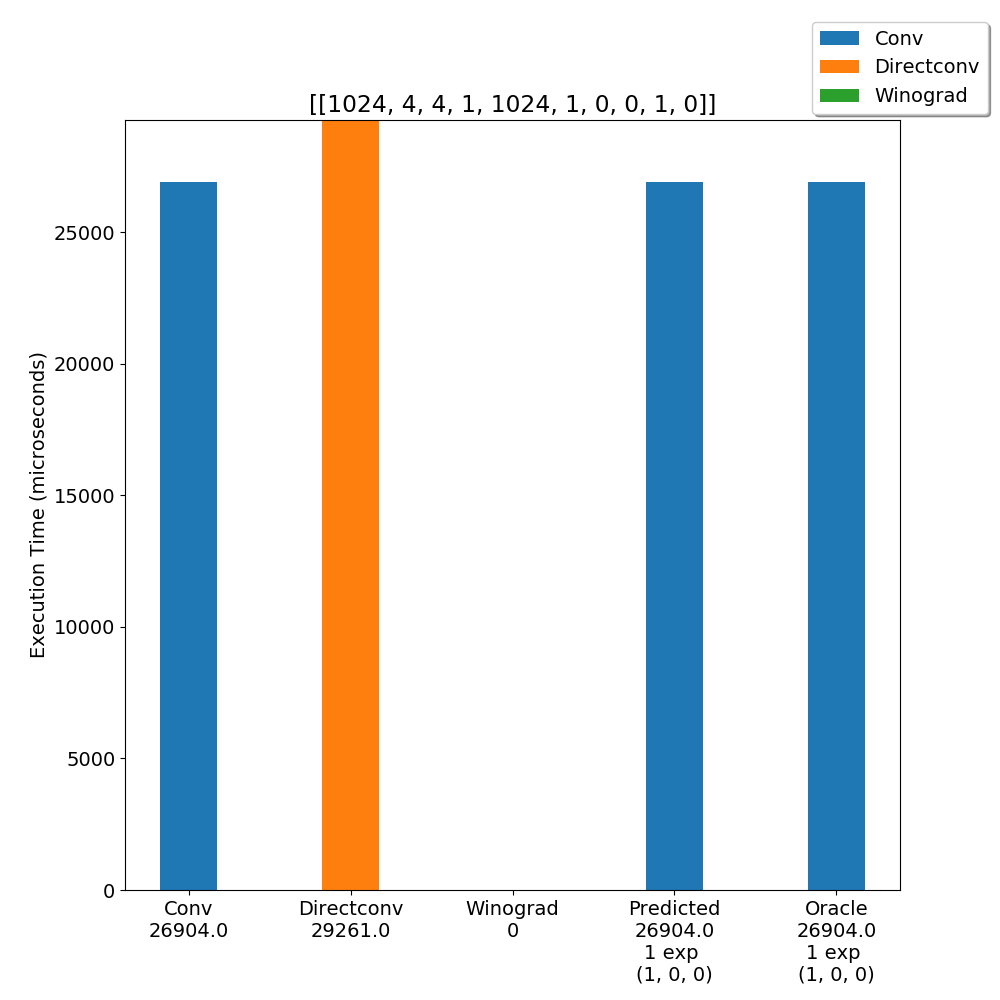 Conv
Directconv
Winograd
[[1024, 4, 4, 1, 1024, 1, 0, 0, 1, 0]]
Execution Time (microseconds)
25000
20000
15000
10000
5000
0
Conv
26904.0
Directconv
29261.0
Winograd
0
Predicted
26904.0
1 exp
(1, 0, 0)
Oracle
26904.0
1 exp
(1, 0, 0)